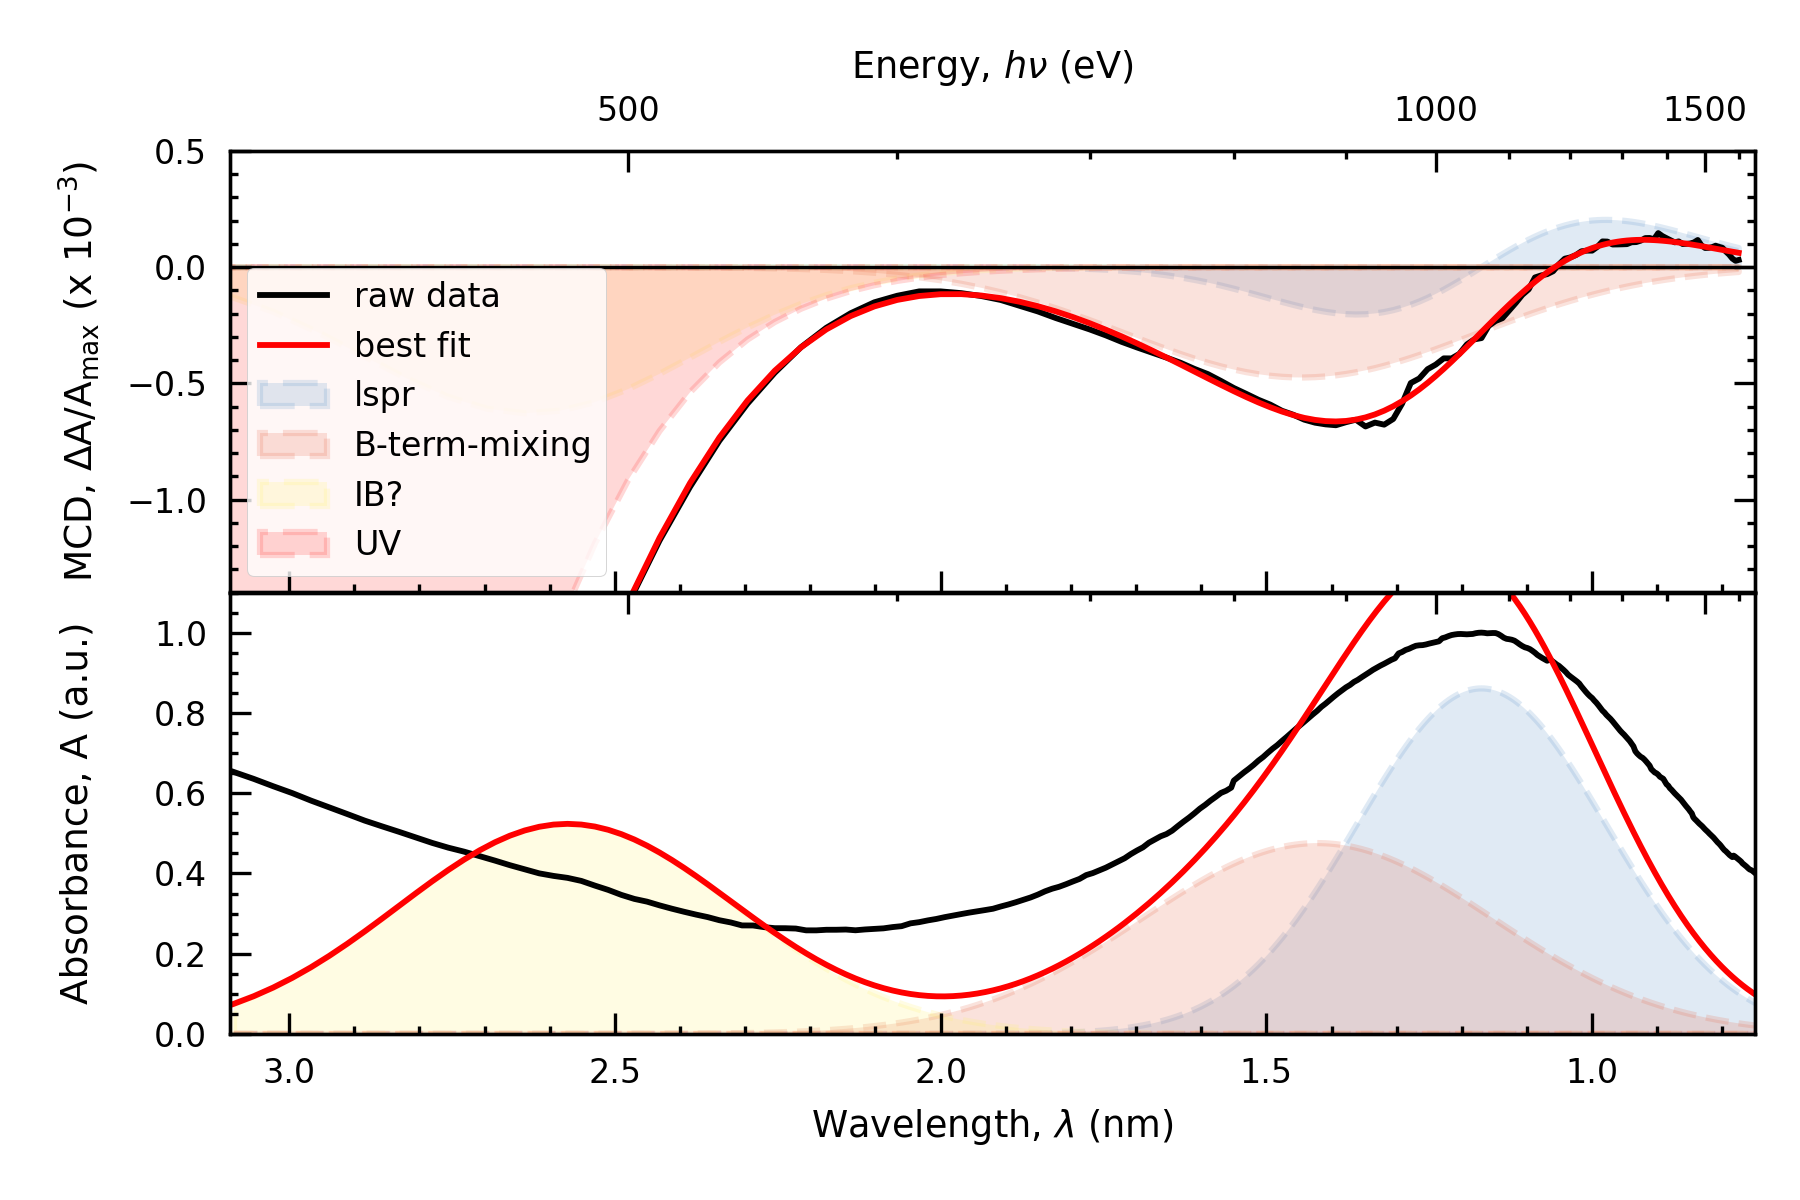 Energy, hν (eV)
500 1000 1500
0.5
0.0
−0.5
−1.0
MCD, ΔA/A_max (x 10⁻³)
raw data
best fit
lspr
B-term-mixing
IB?
UV
1.0
0.8
0.6
0.4
0.2
0.0
Absorbance, A (a.u.)
3.0 2.5 2.0 1.5 1.0
Wavelength, λ (nm)